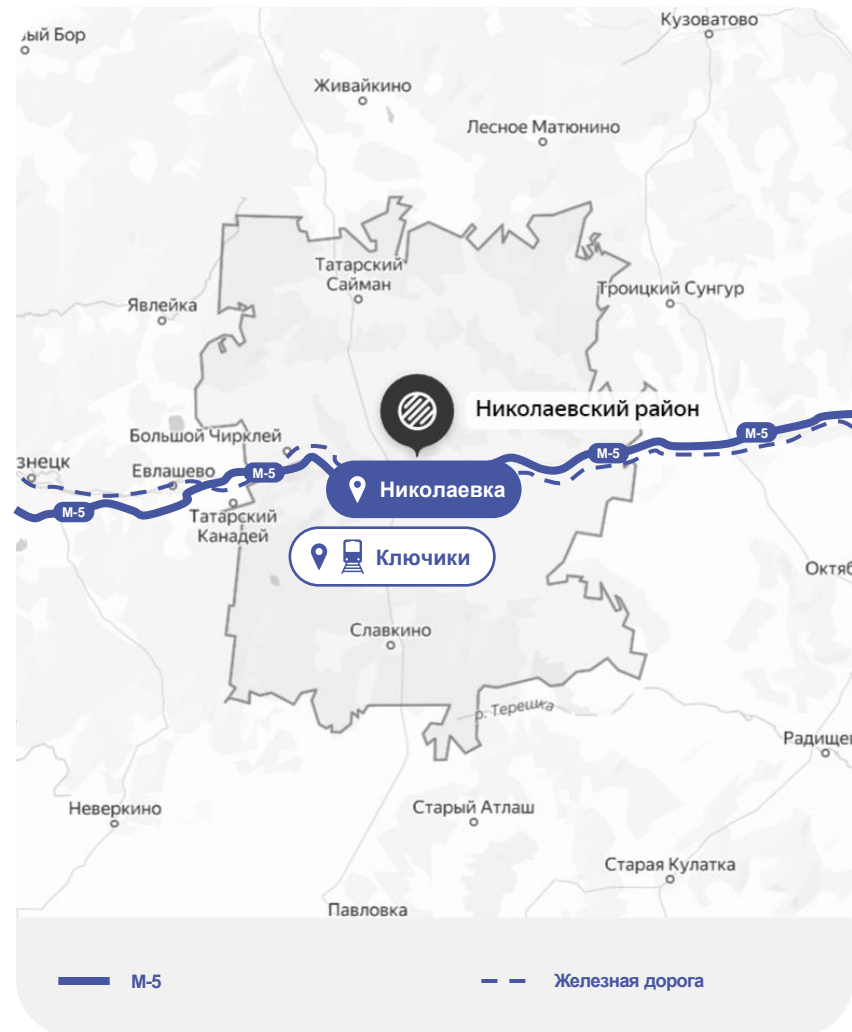 Кузоватово
ый Бор
Живайкино
Лесное Матюнино
Татарский
Сайман
Троицкий Сунгур
Явлейка
Николаевский район
Большой Чирклей
М-5
М-5
знецк
Евлашево
М-5
Николаевка
М-5
Татарский
Канадей
Ключики
Октяб
Славкино
р. Терешка
Радищев
Неверкино
Старый Атлаш
Старая Кулатка
Павловка
М-5
Железная дорога